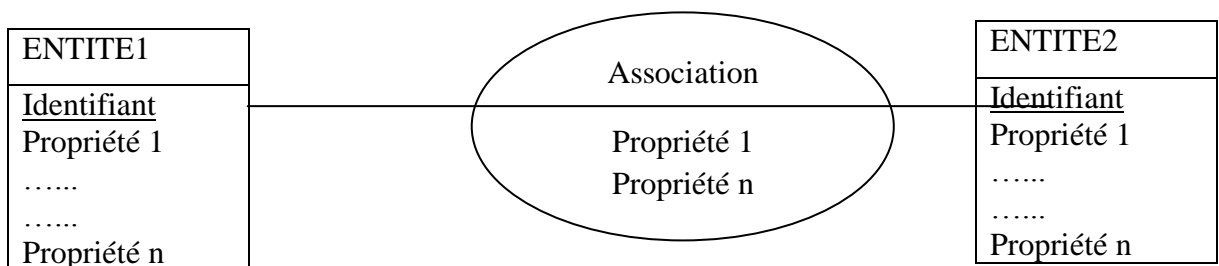 ENTITE1
Identifiant
Propriété 1
…...
…...
Propriété n
Association
Propriété 1
Propriété n
ENTITE2
Identifiant
Propriété 1
…...
…...
Propriété n